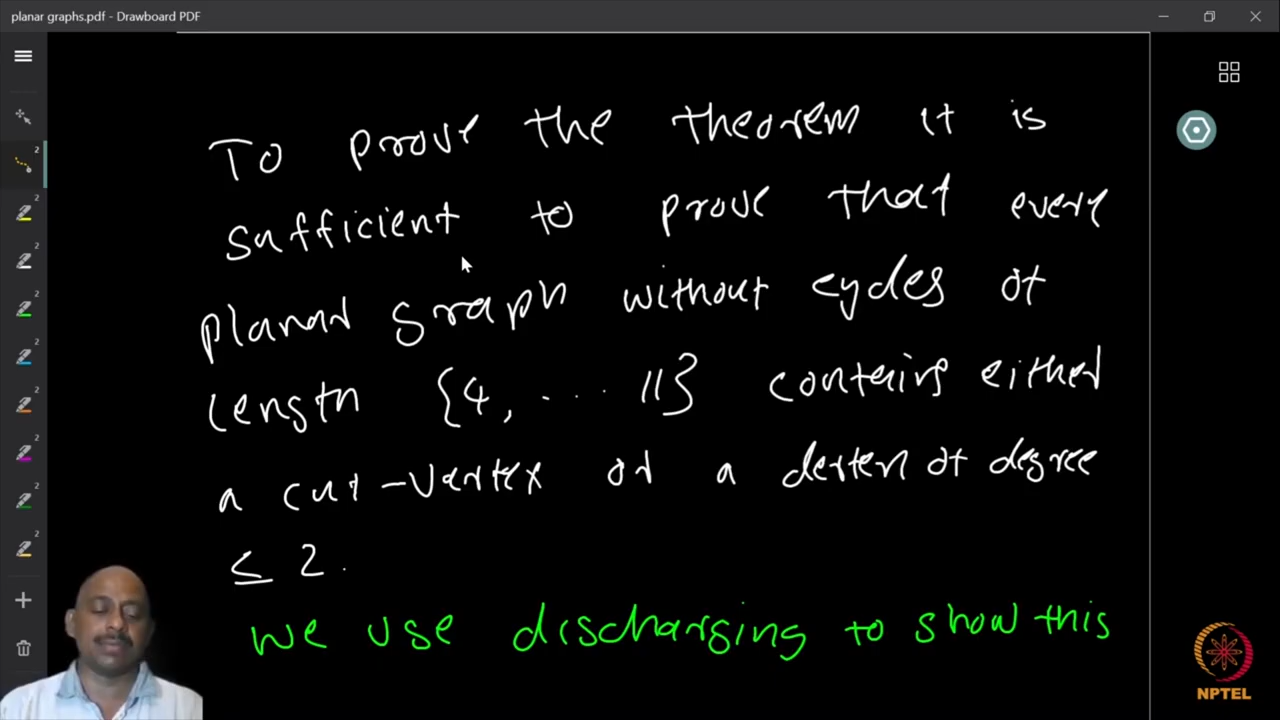 planar graphs.pdf - Drawboard PDF
To prove the theorem it is
sufficient to prove that every
planar graph without cycles of
length {4, ... 11} contains either
a cut-vertex or a vertex of degree
≤ 2.
We use discharging to show this
NPTEL